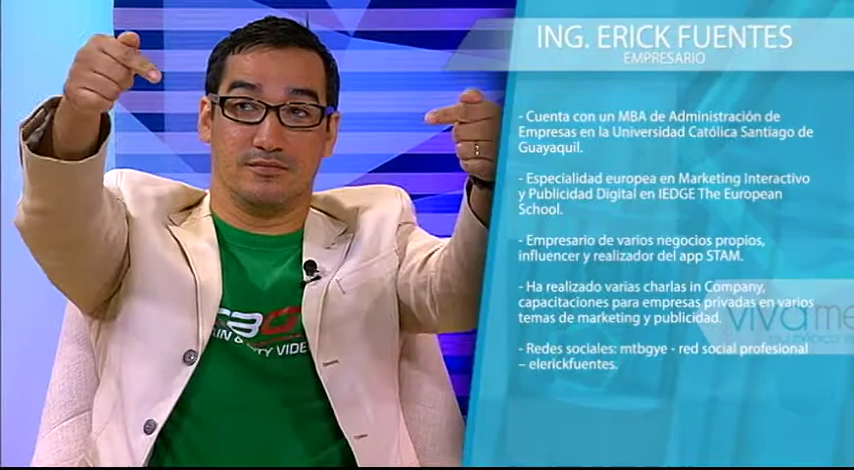 ING. ERICK FUENTES
EMPRESARIO
- Cuenta con un MBA de Administración de
Empresas en la Universidad Católica Santiago de
Guayaquil.
- Especialidad europea en Marketing Interactivo
y Publicidad Digital en IEDGE The European
School.
-Empresario de varios negocios propios,
influencer y realizador del app STAM.
- Ha realizado varias charlas in Company,
capacitaciones para empresas privadas en varios
temas de marketing y publicidad.
- Redes sociales: mtbgye - red social profesional
– elerickfuentes.
vivame
VIDE